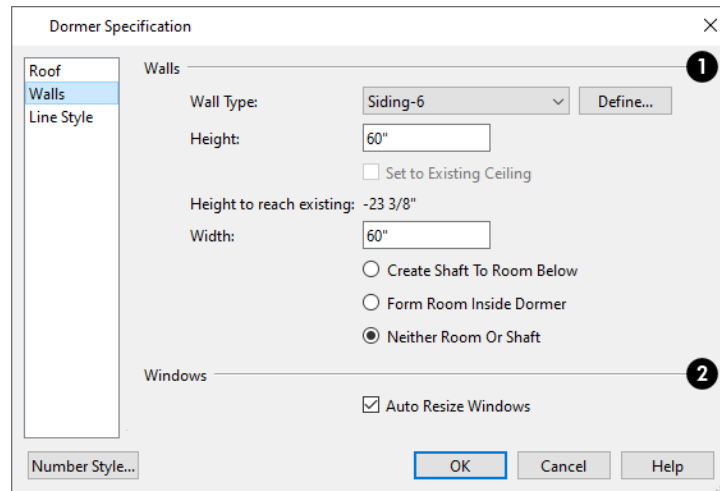 Dormer Specification
Roof
Walls
Line Style
Walls
1
Wall Type:
Siding-6
Define...
Height:
60"
Set to Existing Ceiling
Height to reach existing: -23 3/8"
Width:
60"
Create Shaft To Room Below
Form Room Inside Dormer
Neither Room Or Shaft
Windows
2
Auto Resize Windows
Number Style...
OK
Cancel
Help